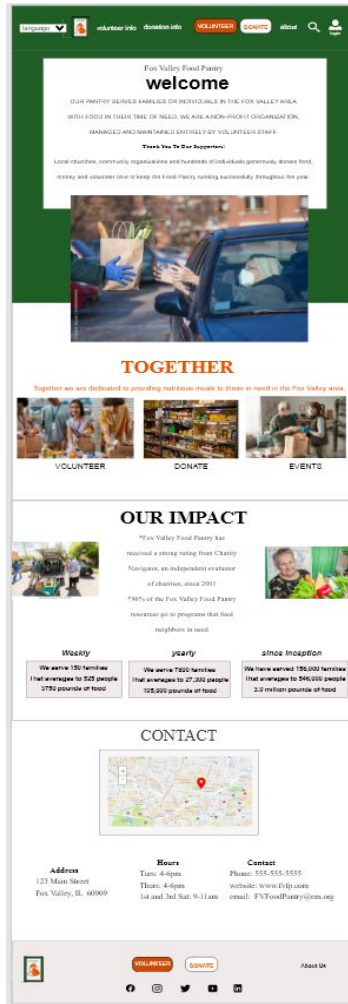 language
volunteer info donation info VOLUNTEER DONATE about
login
Fox Valley Food Pantry
welcome
OUR PANTRY SERVES FAMILIES OR INDIVIDUALS IN THE FOX VALLEY AREA
WITH FOOD IN THEIR TIME OF NEED. WE ARE A NON-PROFIT ORGANIZATION,
MANAGED AND MAINTAINED ENTIRELY BY VOLUNTEER STAFF.
Thank You To Our Supporters!
Local churches, community organizations and hundreds of individuals generously donate food,
money and volunteer time to keep the Food Pantry running successfully throughout the year.
TOGETHER
Together we are dedicated to providing nutritious meals to those in need in the Fox Valley area.
VOLUNTEER DONATE EVENTS
OUR IMPACT
*Fox Valley Food Pantry has
received a strong rating from Charity
Navigator, an independent evaluator
of charities, since 2001
*96% of the Fox Valley Food Pantry
resources go to programs that feed
neighbors in need
Weekly yearly since inception
We serve 150 families We serve 7800 families We have served 156,000 families
That averages to 525 people That averages to 27,300 people That averages to 546,000 people
3750 pounds of food 195,000 pounds of food 3.9 million pounds of food
CONTACT
Address Hours Contact
123 Main Street Tues: 4-6pm Phone: 555-555-5555
Fox Valley, IL 60909 Thurs: 4-6pm website: www.fvfp.com
1st and 3rd Sat: 9-11am email: FVFoodPantry@em.org
VOLUNTEER DONATE About Us